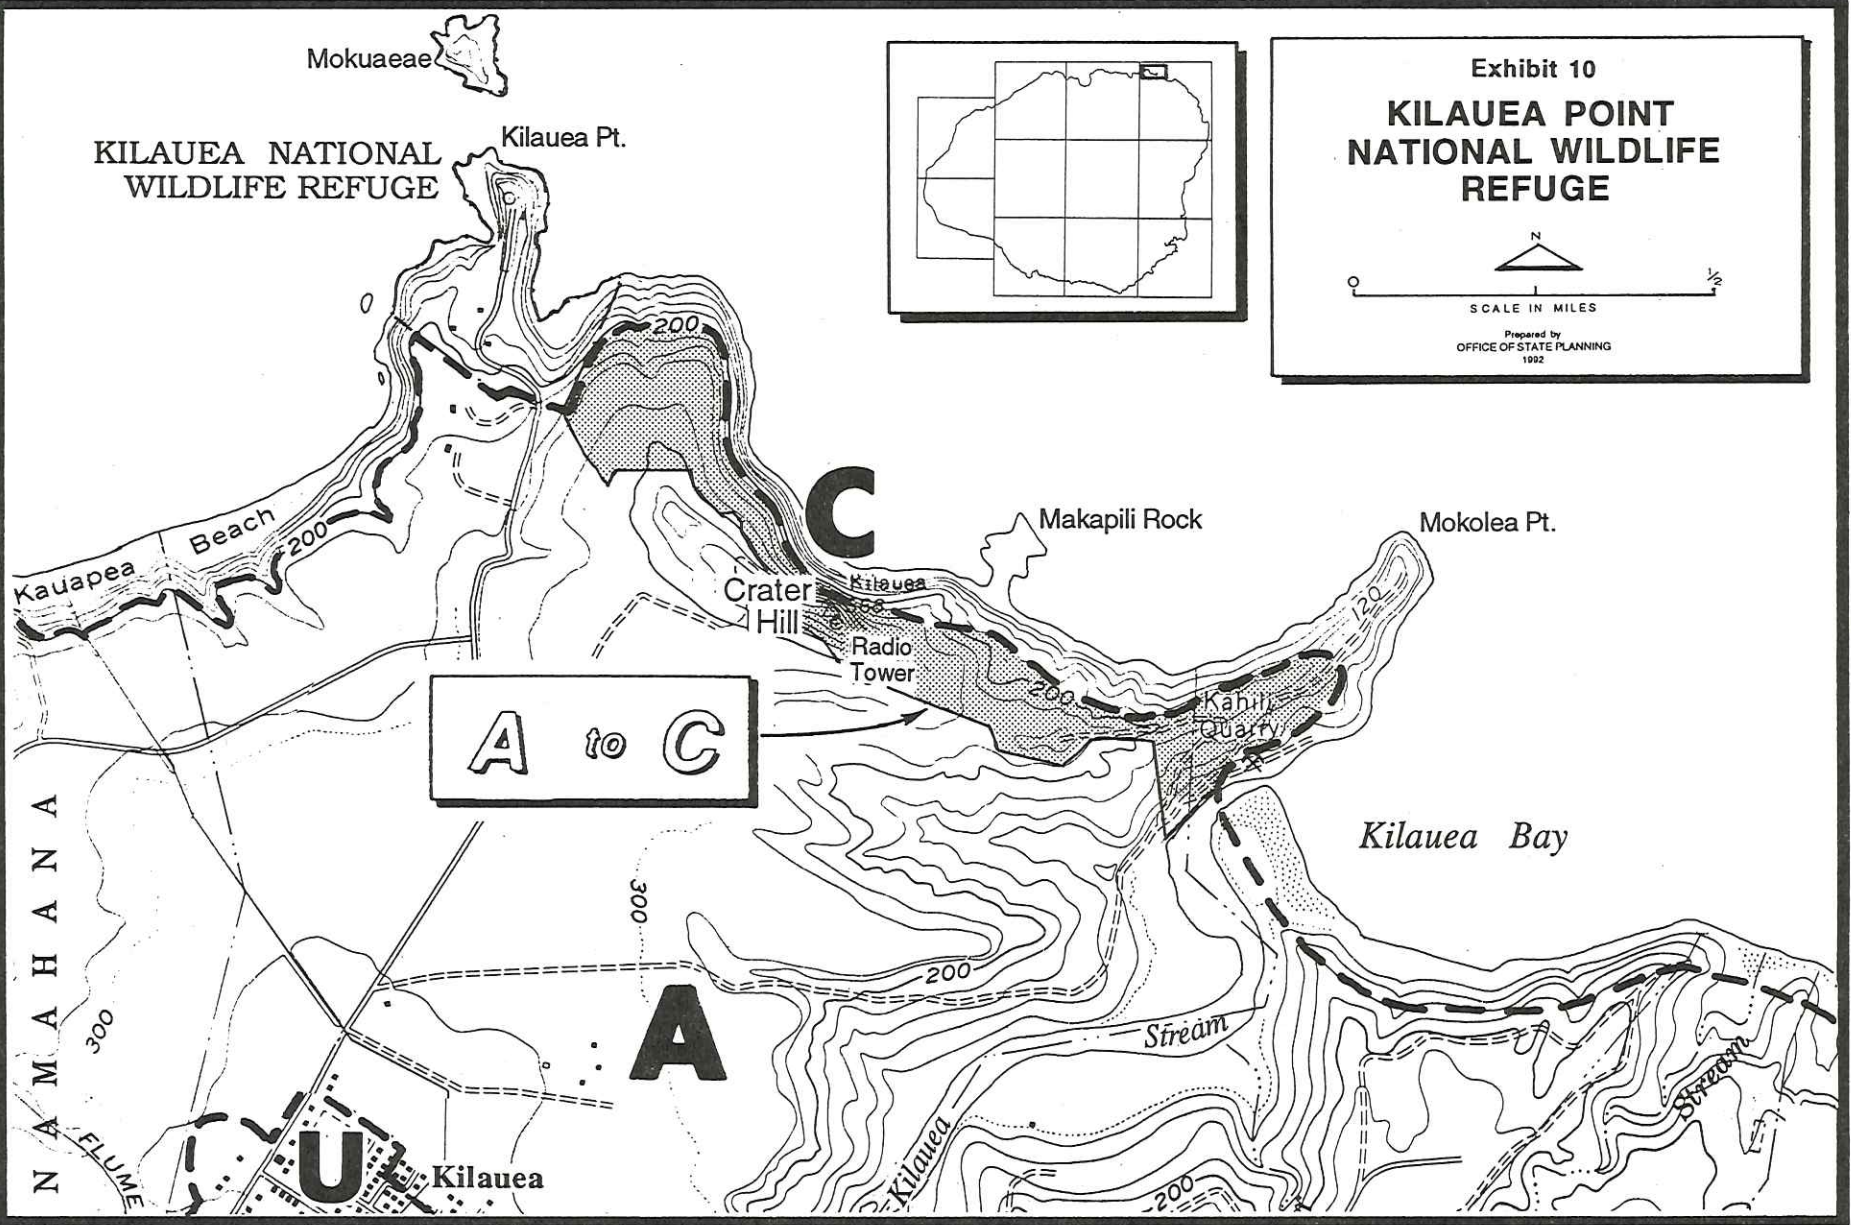 Mokuaeae
Kilauea Pt.
KILAUEA NATIONAL
WILDLIFE REFUGE
Exhibit 10
KILAUEA POINT
NATIONAL WILDLIFE
REFUGE
N
0
1/2
SCALE IN MILES
Prepared by
OFFICE OF STATE PLANNING
1992
200
C
Makapili Rock
Mokolea Pt.
Kauapea Beach
200
Kilauea
568
Crater
Hill
Radio
Tower
20
200
Kahili
Quarry
A to C
Kilauea Bay
NAMAHANA
300
300
200
A
Kilauea Stream
Stream
FLUME
U
Kilauea
200